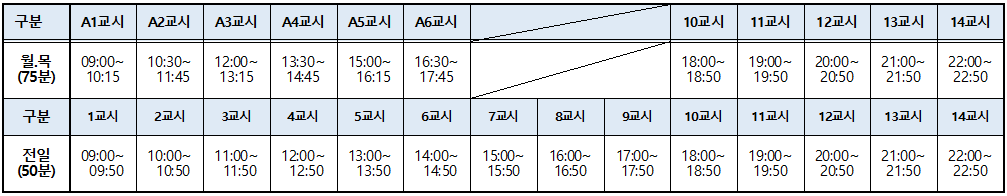 구분 A1교시 A2교시 A3교시 A4교시 A5교시 A6교시 10교시 11교시 12교시 13교시 14교시
월.목 09:00~ 10:30~ 12:00~ 13:30~ 15:00~ 16:30~ 18:00~ 19:00~ 20:00~ 21:00~ 22:00~
(75분) 10:15 11:45 13:15 14:45 16:15 17:45 18:50 19:50 20:50 21:50 22:50
구분 1교시 2교시 3교시 4교시 5교시 6교시 7교시 8교시 9교시 10교시 11교시 12교시 13교시 14교시
전일 09:00~ 10:00~ 11:00~ 12:00~ 13:00~ 14:00~ 15:00~ 16:00~ 17:00~ 18:00~ 19:00~ 20:00~ 21:00~ 22:00~
(50분) 09:50 10:50 11:50 12:50 13:50 14:50 15:50 16:50 17:50 18:50 19:50 20:50 21:50 22:50